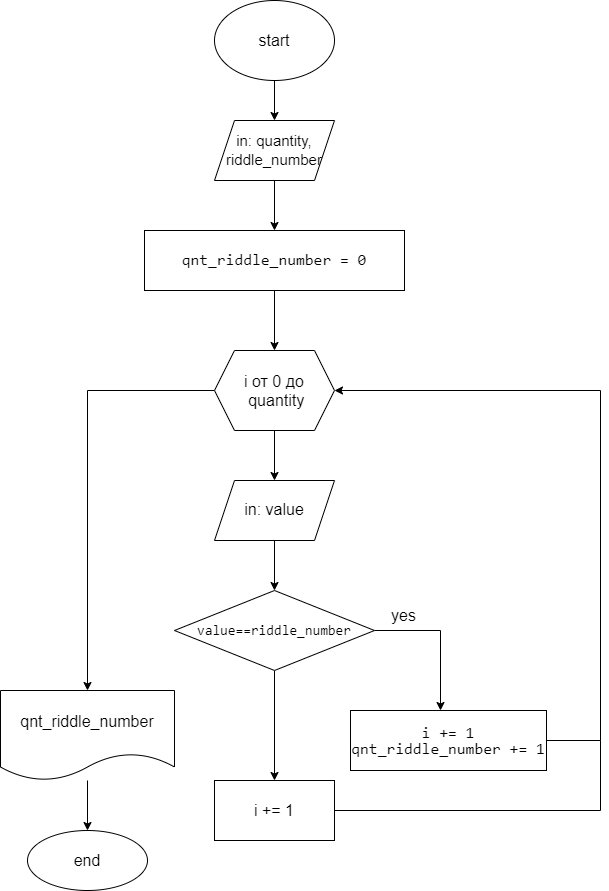 start
in: quantity,
riddle_number
qnt_riddle_number = 0
i от 0 до
quantity
in: value
value==riddle_number
yes
qnt_riddle_number
i += 1
qnt_riddle_number += 1
i += 1
end